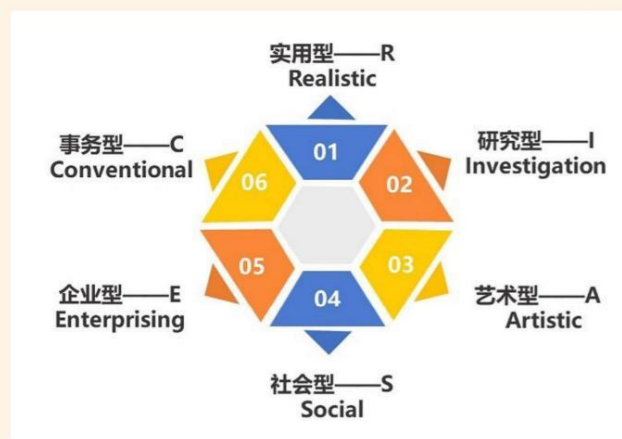 实用型——R
Realistic
01
研究型——I
Investigation
02
艺术型——A
Artistic
03
社会型——S
Social
04
企业型——E
Enterprising
05
事务型——C
Conventional
06